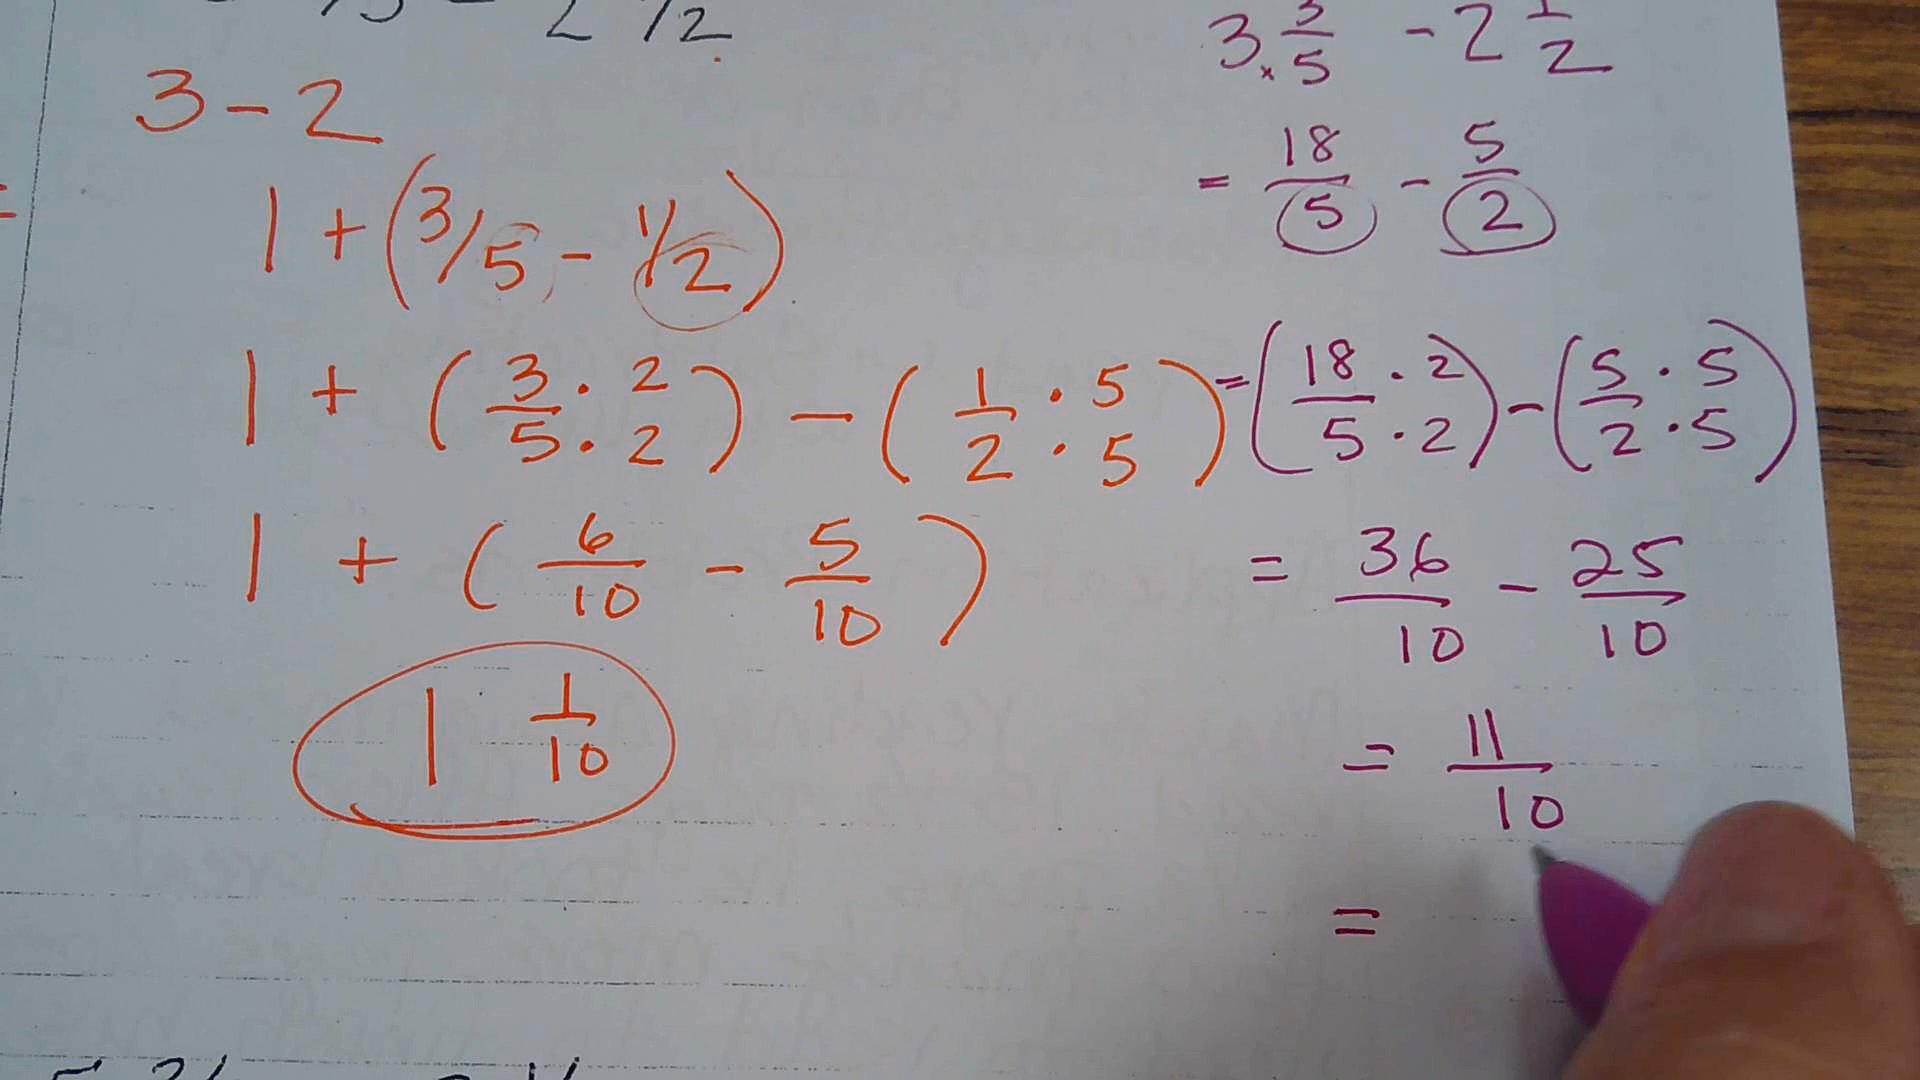 2 1/2
3 - 2
1 + (3/5 - 1/2)
1 + (3/5 · 2/2) - (1/2 · 5/5)
1 + (6/10 - 5/10)
1 1/10
3 3/5 - 2 1/2
= 18/5 - 5/2
= (18/5 · 2/2) - (5/2 · 5/5)
= 36/10 - 25/10
= 11/10
=